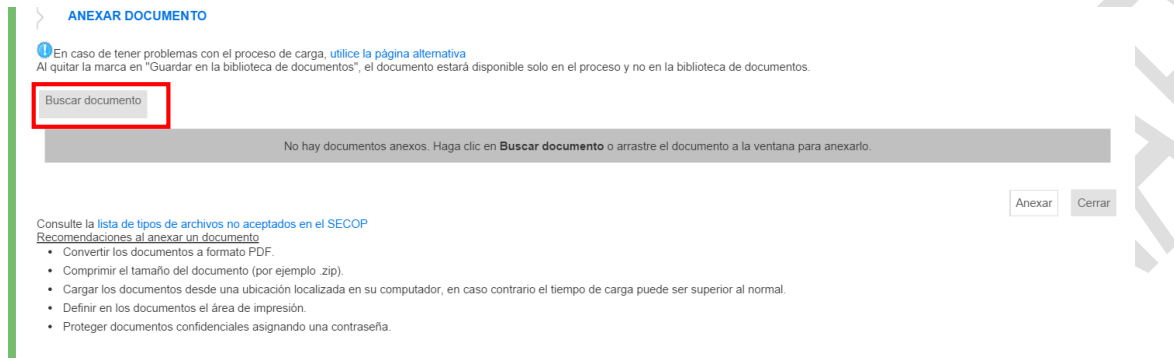 ANEXAR DOCUMENTO
En caso de tener problemas con el proceso de carga, utilice la página alternativa
Al quitar la marca en "Guardar en la biblioteca de documentos", el documento estará disponible solo en el proceso y no en la biblioteca de documentos.
Buscar documento
No hay documentos anexos. Haga clic en Buscar documento o arrastre el documento a la ventana para anexarlo.
Anexar Cerrar
Consulte la lista de tipos de archivos no aceptados en el SECOP
Recomendaciones al anexar un documento
• Convertir los documentos a formato PDF.
• Comprimir el tamaño del documento (por ejemplo .zip).
• Cargar los documentos desde una ubicación localizada en su computador, en caso contrario el tiempo de carga puede ser superior al normal.
• Definir en los documentos el área de impresión.
• Proteger documentos confidenciales asignando una contraseña.